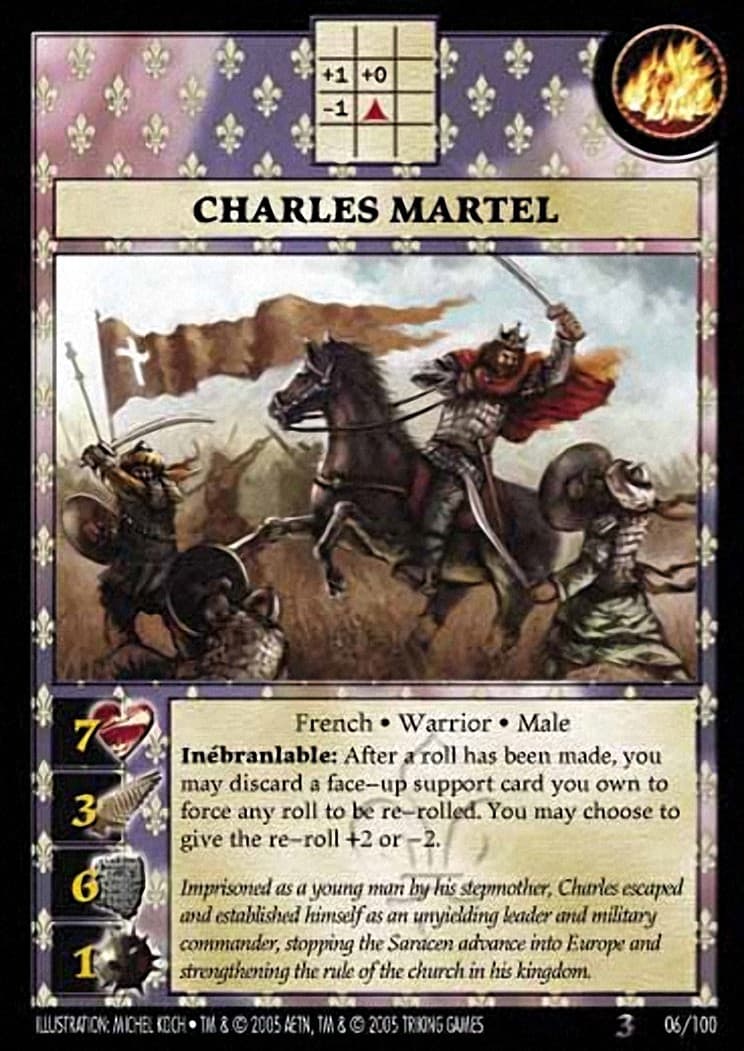 +1 +0
-1
CHARLES MARTEL
7
3
6
1
French • Warrior • Male
Inébranlable: After a roll has been made, you
may discard a face–up support card you own to
force any roll to be re–rolled. You may choose to
give the re–roll +2 or –2.
Imprisoned as a young man by his stepmother, Charles escaped
and established himself as an unyielding leader and military
commander, stopping the Saracen advance into Europe and
strengthening the rule of the church in his kingdom.
ILLUSTRATION: MICHEL KOCH • TM & © 2005 AETN, TM & © 2005 TRIKING GAMES
3 06/100